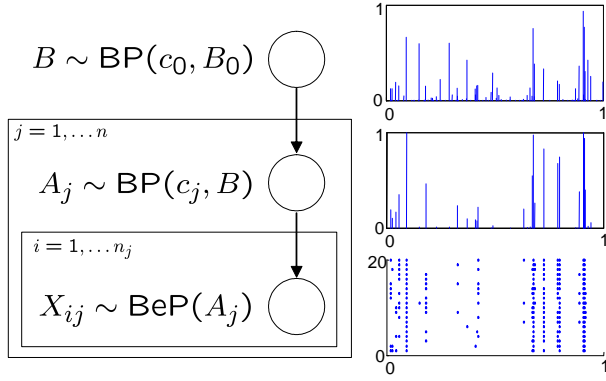 B ∼ BP(c₀, B₀)
j = 1, … n
Aⱼ ∼ BP(cⱼ, B)
i = 1, … nⱼ
Xᵢⱼ ∼ BeP(Aⱼ)
1
0
0 1
1
0
0 1
20
0
0 1